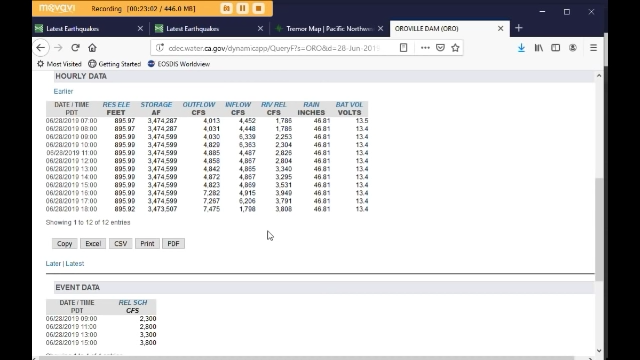 movavi Recording (00:23:02 / 446.0 MB)
Latest Earthquakes Latest Earthquakes Tremor Map | Pacific Northwes OROVILLE DAM (ORO)
cdec.water.ca.gov/dynamicapp/QueryF?s=ORO&d=28-Jun-201
Most Visited Getting Started EOSDIS Worldview
HOURLY DATA
Earlier
DATE / TIME RES ELE STORAGE OUTFLOW INFLOW RIV REL RAIN BAT VOL
PDT FEET AF CFS CFS CFS INCHES VOLTS
06/28/2019 07:00 895.97 3,474,287 4,013 4,452 1,786 46.81 13.5
06/28/2019 08:00 895.97 3,474,287 4,031 4,448 1,786 46.81 13.4
06/28/2019 09:00 895.99 3,474,599 4,030 6,339 2,253 46.81 13.4
06/28/2019 10:00 895.99 3,474,599 4,829 6,363 2,304 46.81 13.4
06/28/2019 11:00 895.99 3,474,599 4,885 4,487 2,826 46.81 13.4
06/28/2019 12:00 895.99 3,474,599 4,858 4,867 2,804 46.81 13.4
06/28/2019 13:00 895.99 3,474,599 4,842 4,865 3,340 46.81 13.4
06/28/2019 14:00 895.99 3,474,599 4,872 4,867 3,295 46.81 13.4
06/28/2019 15:00 895.99 3,474,599 4,823 4,869 3,531 46.81 13.4
06/28/2019 16:00 895.99 3,474,599 7,282 4,915 3,949 46.81 13.4
06/28/2019 17:00 895.99 3,474,599 7,267 6,206 3,791 46.81 13.4
06/28/2019 18:00 895.92 3,473,507 7,475 1,798 3,808 46.81 13.4
Showing 1 to 12 of 12 entries
Copy Excel CSV Print PDF
Later | Latest
EVENT DATA
DATE / TIME REL SCH
PDT CFS
06/28/2019 09:00 2,300
06/28/2019 11:00 2,800
06/28/2019 13:00 3,300
06/28/2019 15:00 3,800